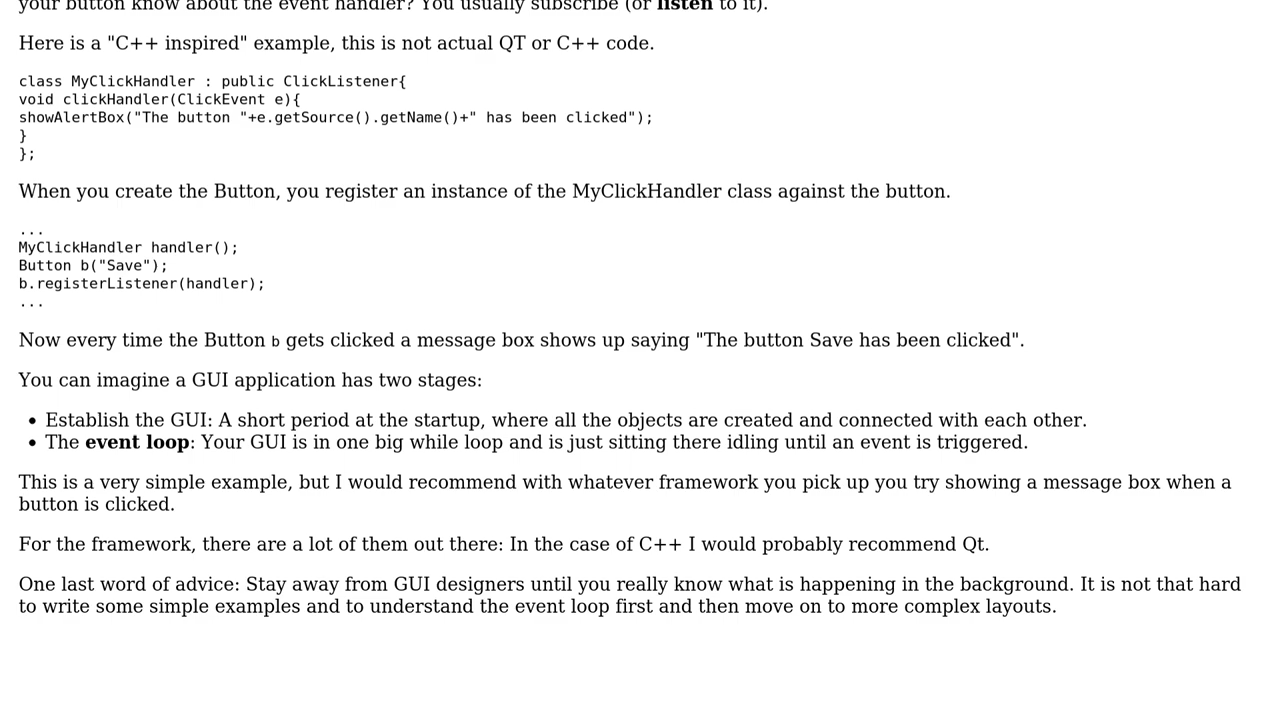 your button know about the event handler? You usually subscribe (or listen to it).
Here is a "C++ inspired" example, this is not actual QT or C++ code.
class MyClickHandler : public ClickListener{
void clickHandler(ClickEvent e){
showAlertBox("The button "+e.getSource().getName()+" has been clicked");
}
};
When you create the Button, you register an instance of the MyClickHandler class against the button.
...
MyClickHandler handler();
Button b("Save");
b.registerListener(handler);
...
Now every time the Button b gets clicked a message box shows up saying "The button Save has been clicked".
You can imagine a GUI application has two stages:
• Establish the GUI: A short period at the startup, where all the objects are created and connected with each other.
• The event loop: Your GUI is in one big while loop and is just sitting there idling until an event is triggered.
This is a very simple example, but I would recommend with whatever framework you pick up you try showing a message box when a
button is clicked.
For the framework, there are a lot of them out there: In the case of C++ I would probably recommend Qt.
One last word of advice: Stay away from GUI designers until you really know what is happening in the background. It is not that hard
to write some simple examples and to understand the event loop first and then move on to more complex layouts.